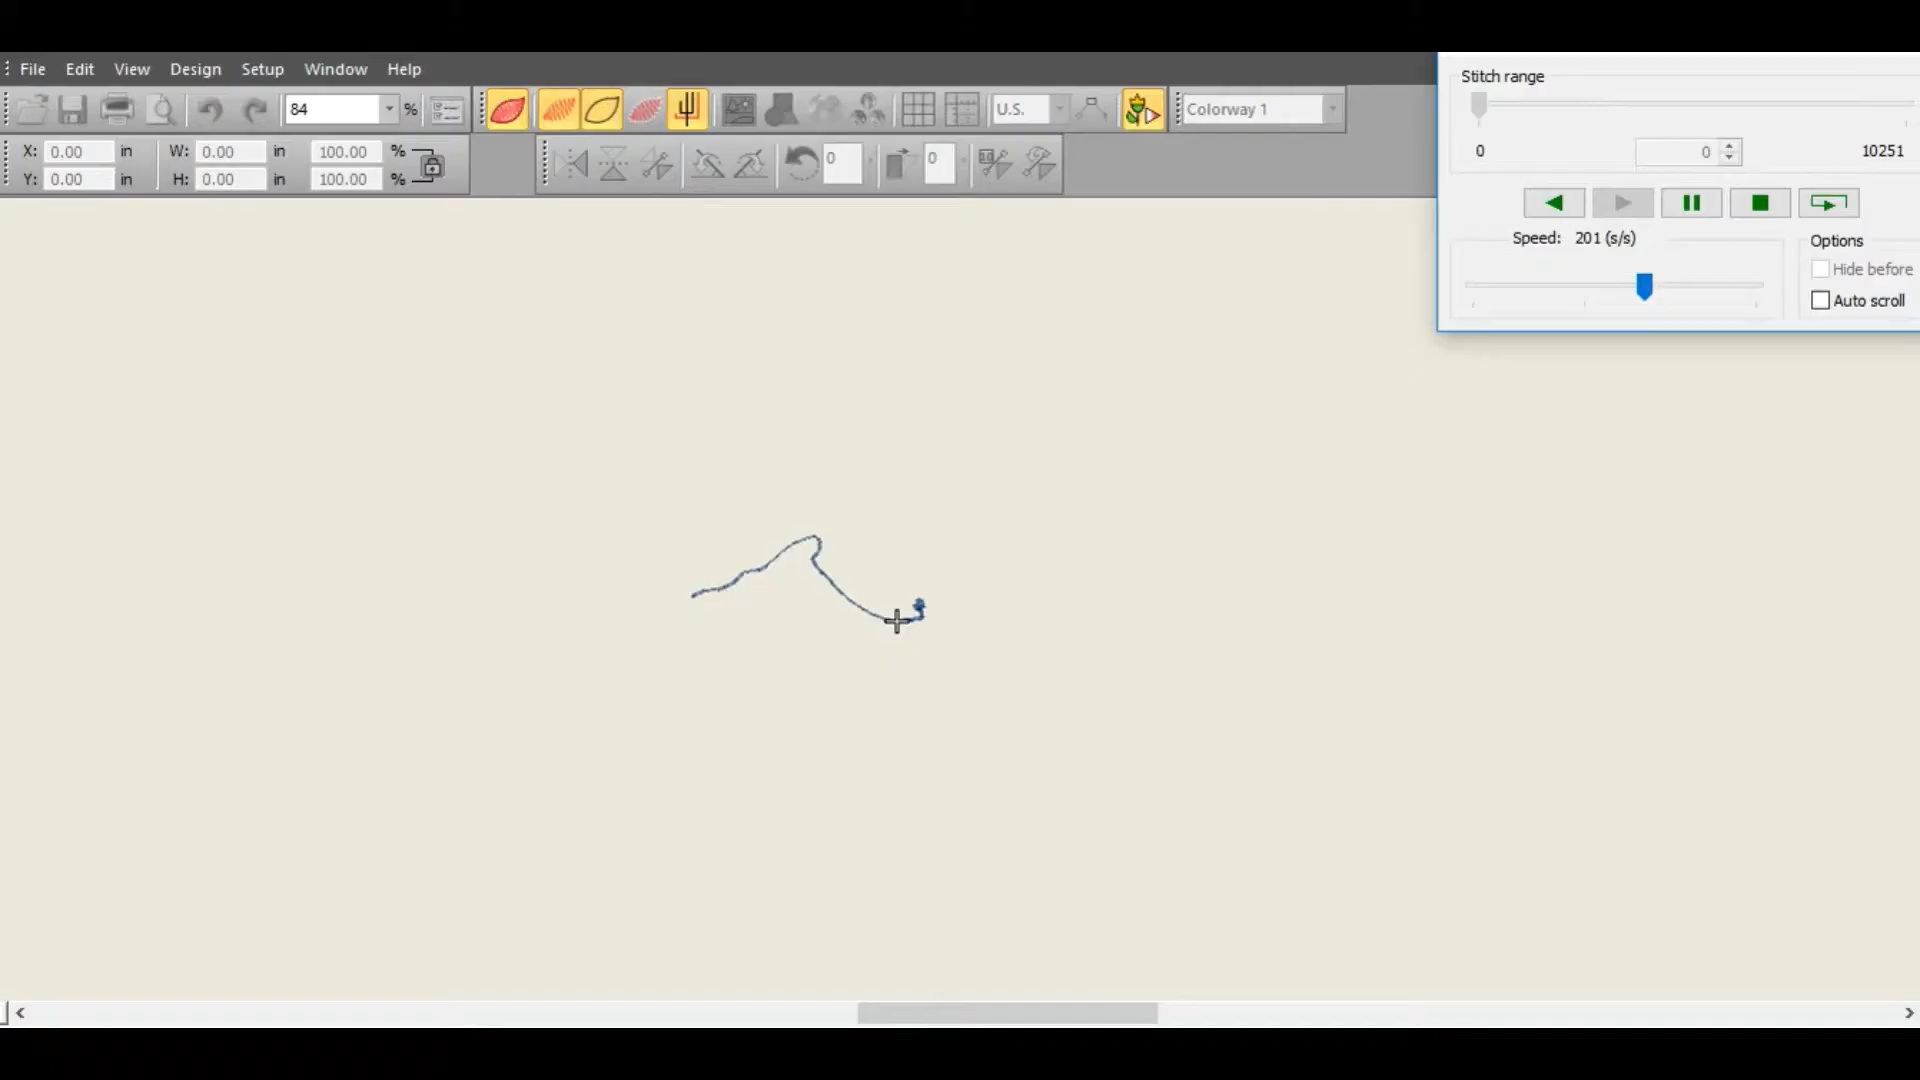 File Edit View Design Setup Window Help
84 %
U.S.
Colorway 1
X: 0.00 in W: 0.00 in 100.00 %
Y: 0.00 in H: 0.00 in 100.00 %
0
0
Stitch range
0 0 10251
Speed: 201 (s/s)
Options
Hide before
Auto scroll